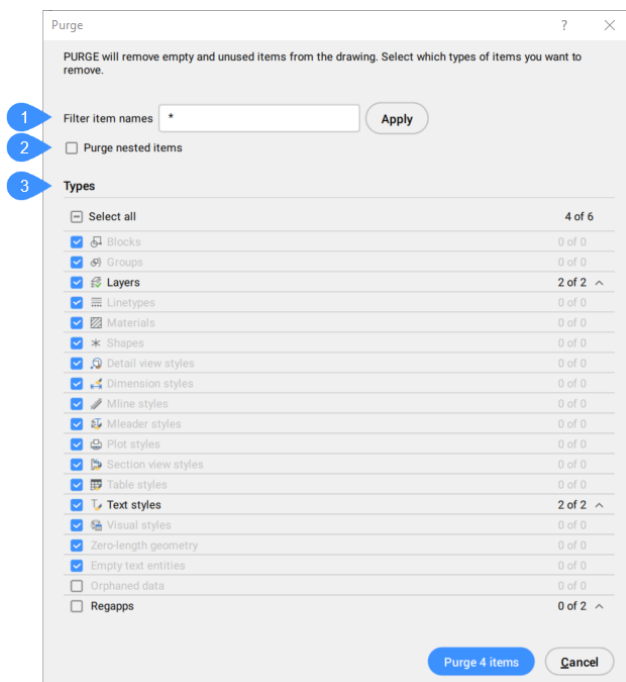 Purge ?
PURGE will remove empty and unused items from the drawing. Select which types of items you want to
remove.
1 Filter item names * Apply
2 Purge nested items
3 Types
Select all 4 of 6
Blocks 0 of 0
Groups 0 of 0
Layers 2 of 2
Linetypes 0 of 0
Materials 0 of 0
Shapes 0 of 0
Detail view styles 0 of 0
Dimension styles 0 of 0
Mline styles 0 of 0
Mleader styles 0 of 0
Plot styles 0 of 0
Section view styles 0 of 0
Table styles 0 of 0
Text styles 2 of 2
Visual styles 0 of 0
Zero-length geometry 0 of 0
Empty text entities 0 of 0
Orphaned data 0 of 0
Regapps 0 of 2
Purge 4 items Cancel